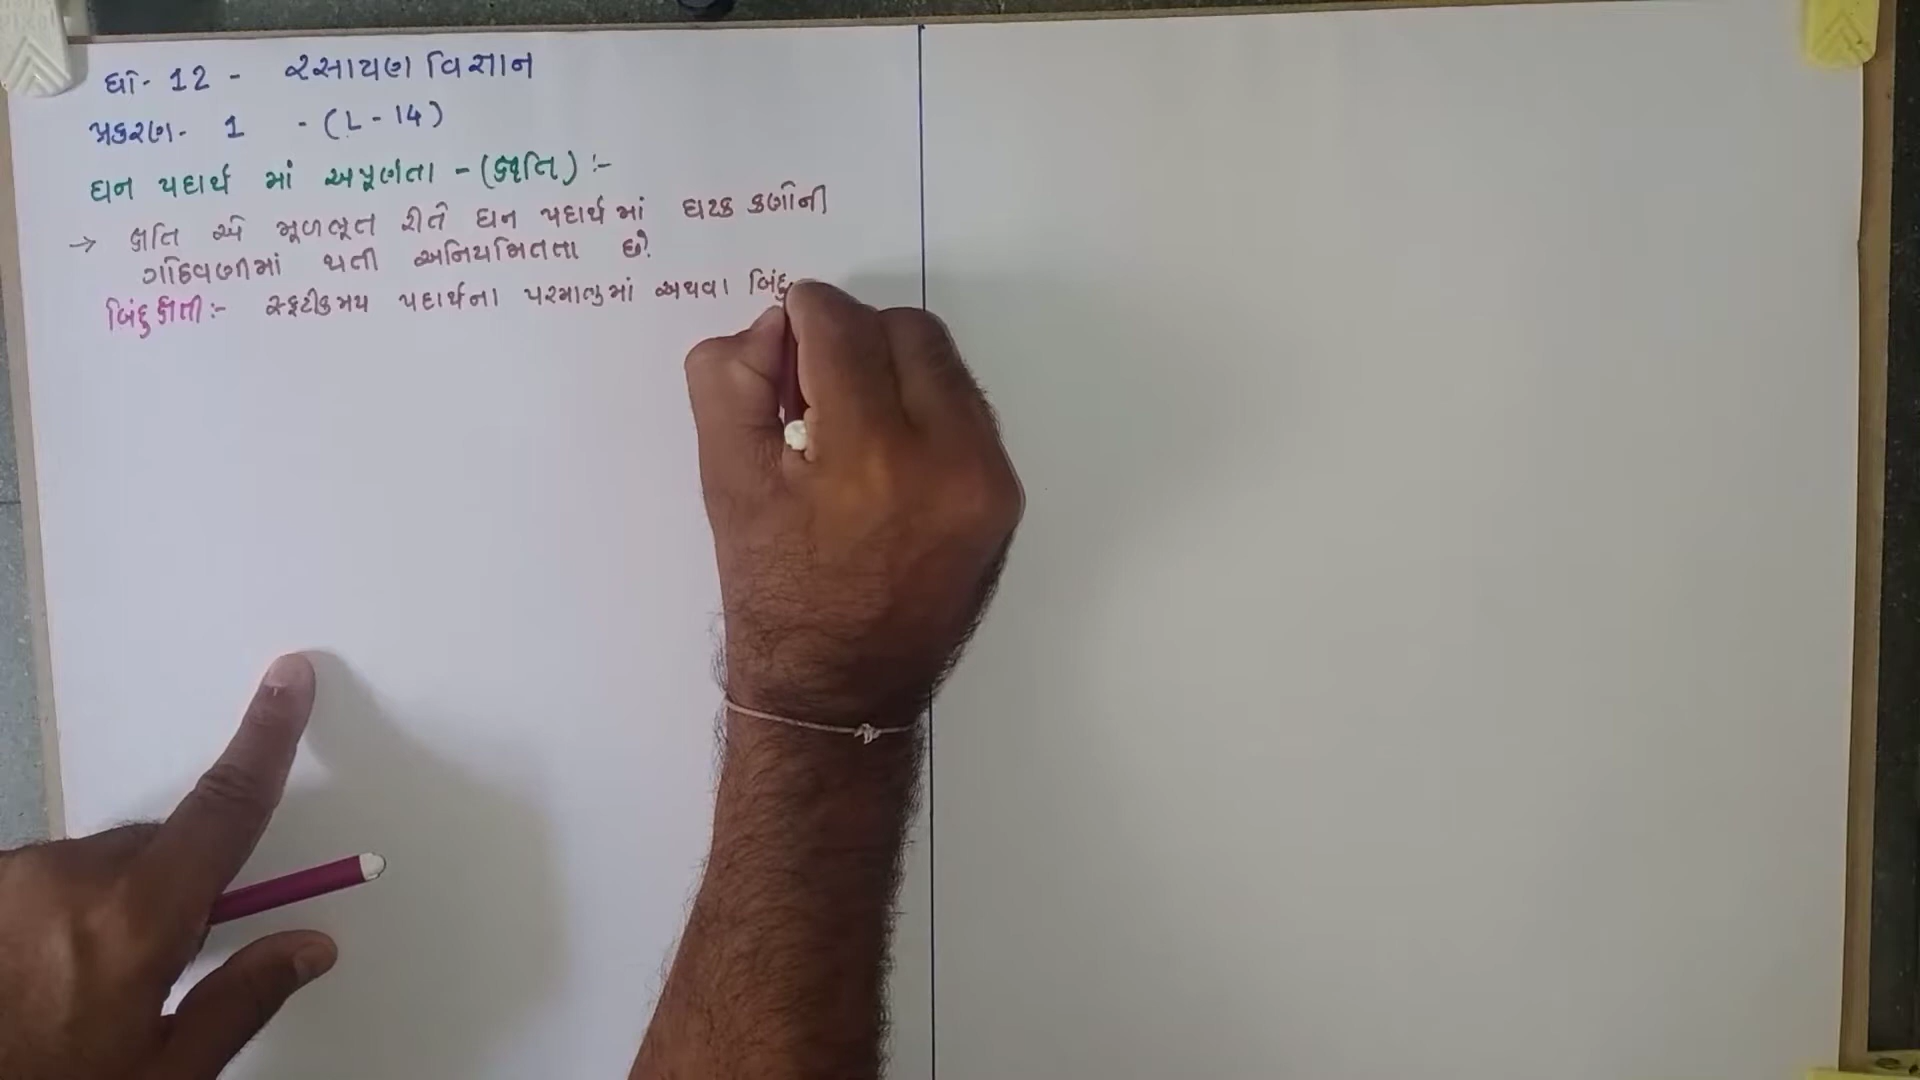 ધો- 12 - રસાયણ વિજ્ઞાન
પ્રકરણ- 1 - (L - 14)
ઘન પદાર્થ માં અપૂર્ણતા - (ક્ષતિ) :-
→ ક્ષતિ એ મૂળભૂત રીતે ઘન પદાર્થ માં ઘટક કણોની
ગોઠવણીમાં થતી અનિયમિતતા છે.
બિંદુ ક્ષતી :- સ્ફટીકમય પદાર્થના પરમાણુમાં અથવા બિંદુ